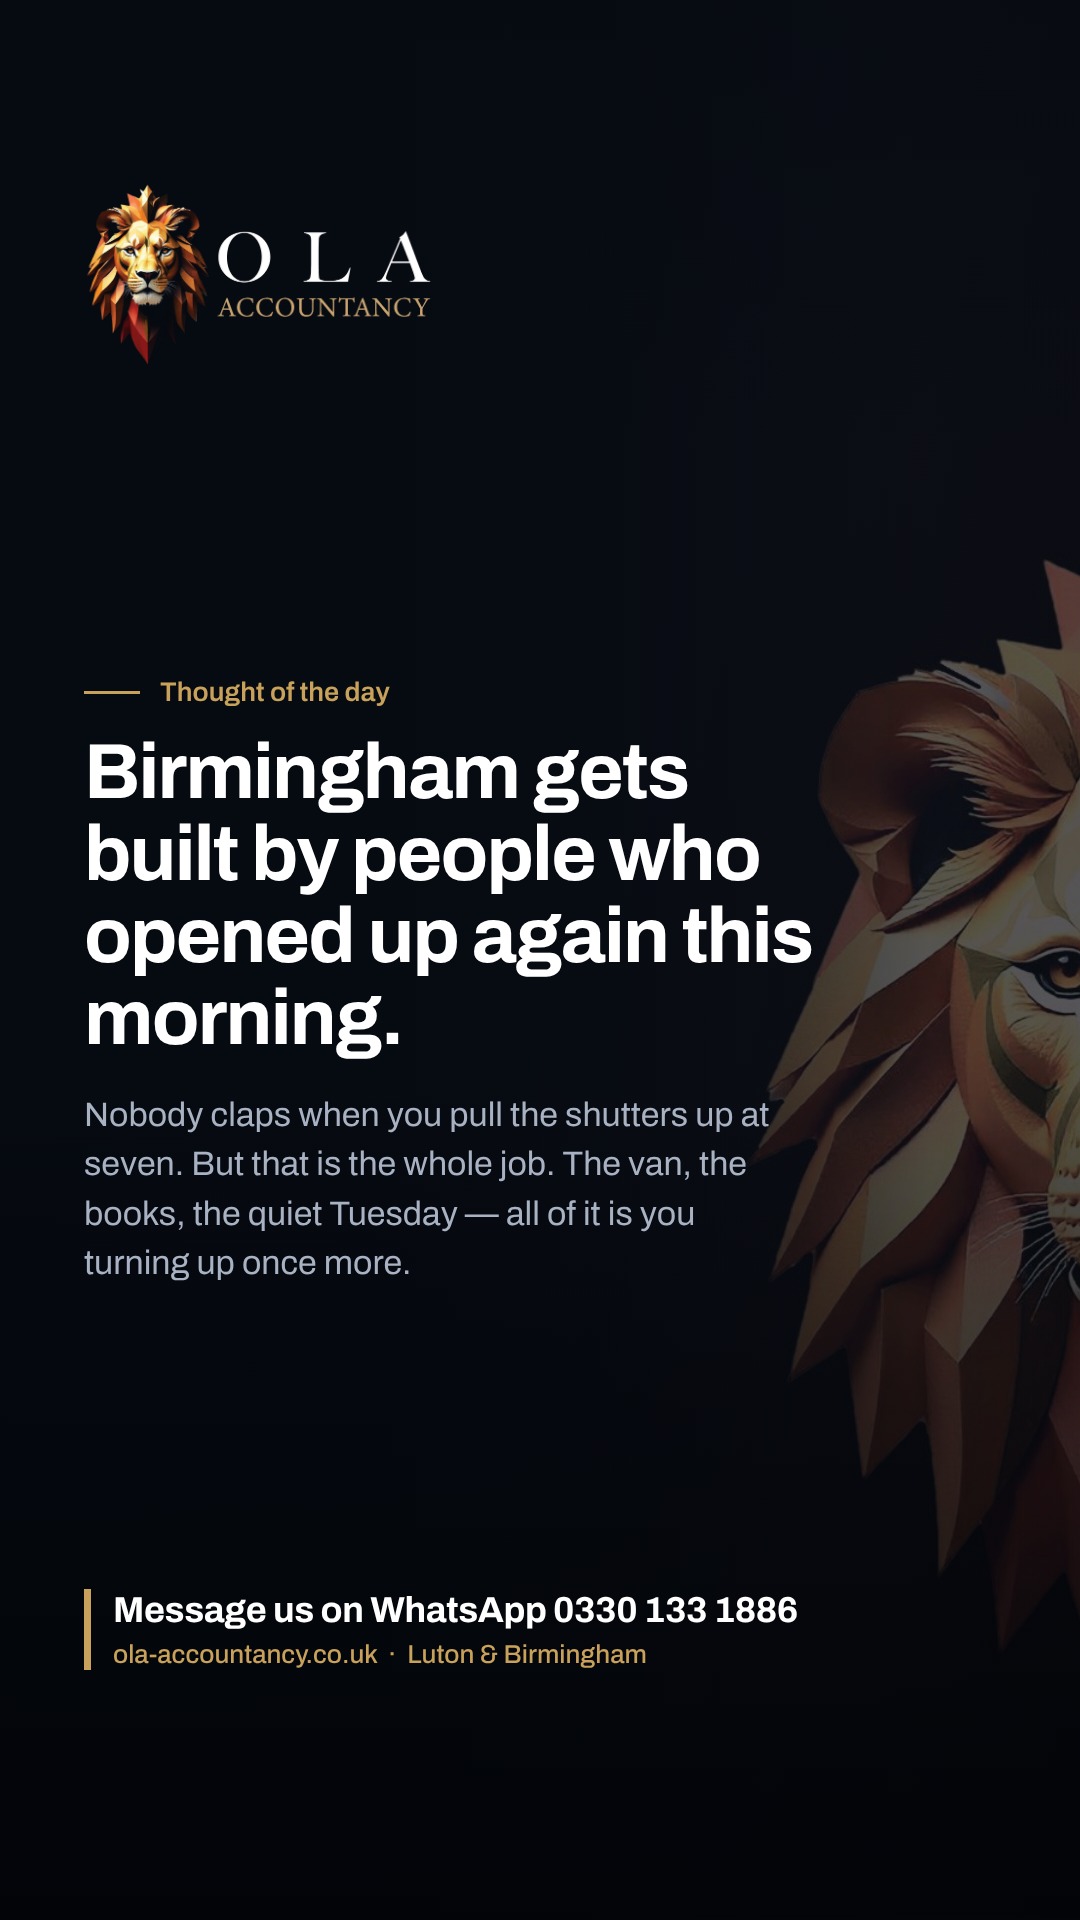 OLA
ACCOUNTANCY
Thought of the day
Birmingham gets
built by people who
opened up again this
morning.
Nobody claps when you pull the shutters up at
seven. But that is the whole job. The van, the
books, the quiet Tuesday — all of it is you
turning up once more.
Message us on WhatsApp 0330 133 1886
ola-accountancy.co.uk · Luton & Birmingham